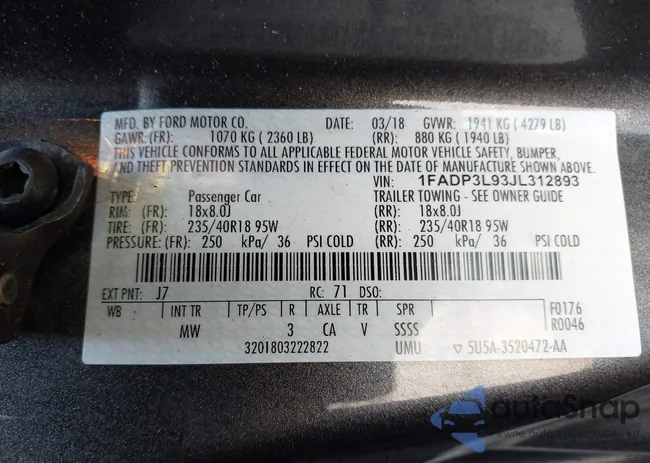 MFD. BY FORD MOTOR CO. DATE: 03/18 GVWR: 1941 KG ( 4279 LB)
GAWR: (FR): 1070 KG ( 2360 LB) (RR): 880 KG ( 1940 LB)
THIS VEHICLE CONFORMS TO ALL APPLICABLE FEDERAL MOTOR VEHICLE SAFETY, BUMPER,
AND THEFT PREVENTION STANDARDS IN EFFECT ON THE DATE OF MANUFACTURE SHOWN ABOVE.
VIN: 1FADP3L93JL312893
TYPE: Passenger Car TRAILER TOWING - SEE OWNER GUIDE
RIM: (FR) 18x8.0J (RR): 18x8.0J
TIRE: (FR) 235/40R18 95W (RR): 235/40R18 95W
PRESSURE: (FR): 250 kPa/ 36 PSI COLD (RR): 250 kPa/ 36 PSI COLD
EXT PNT: J7 RC: 71 DSO:
WB INT TR TP/PS R AXLE TR SPR F0176
MW 3 CA V SSSS R0046
3201803222822 UMU ▽ 5U5A-3520472-AA
autoSnap